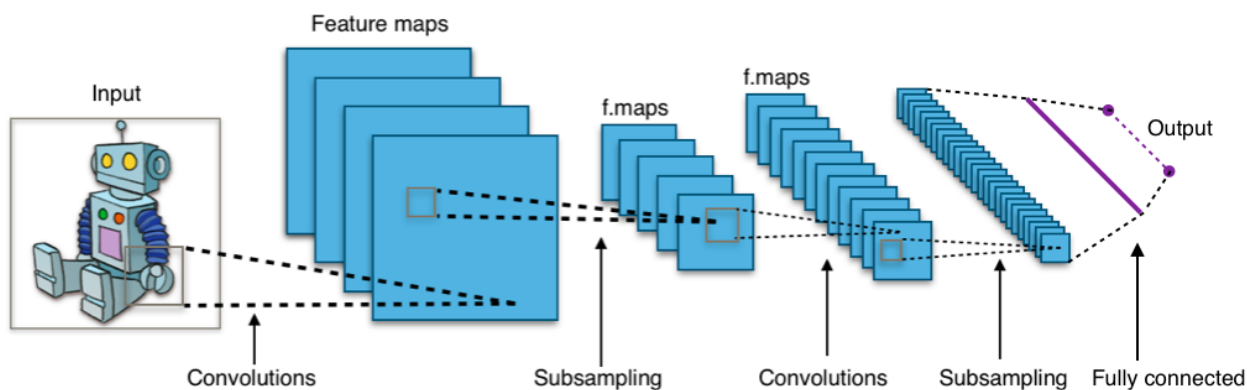 Feature maps
Input
f.maps
f.maps
Output
Convolutions
Subsampling
Convolutions
Subsampling
Fully connected